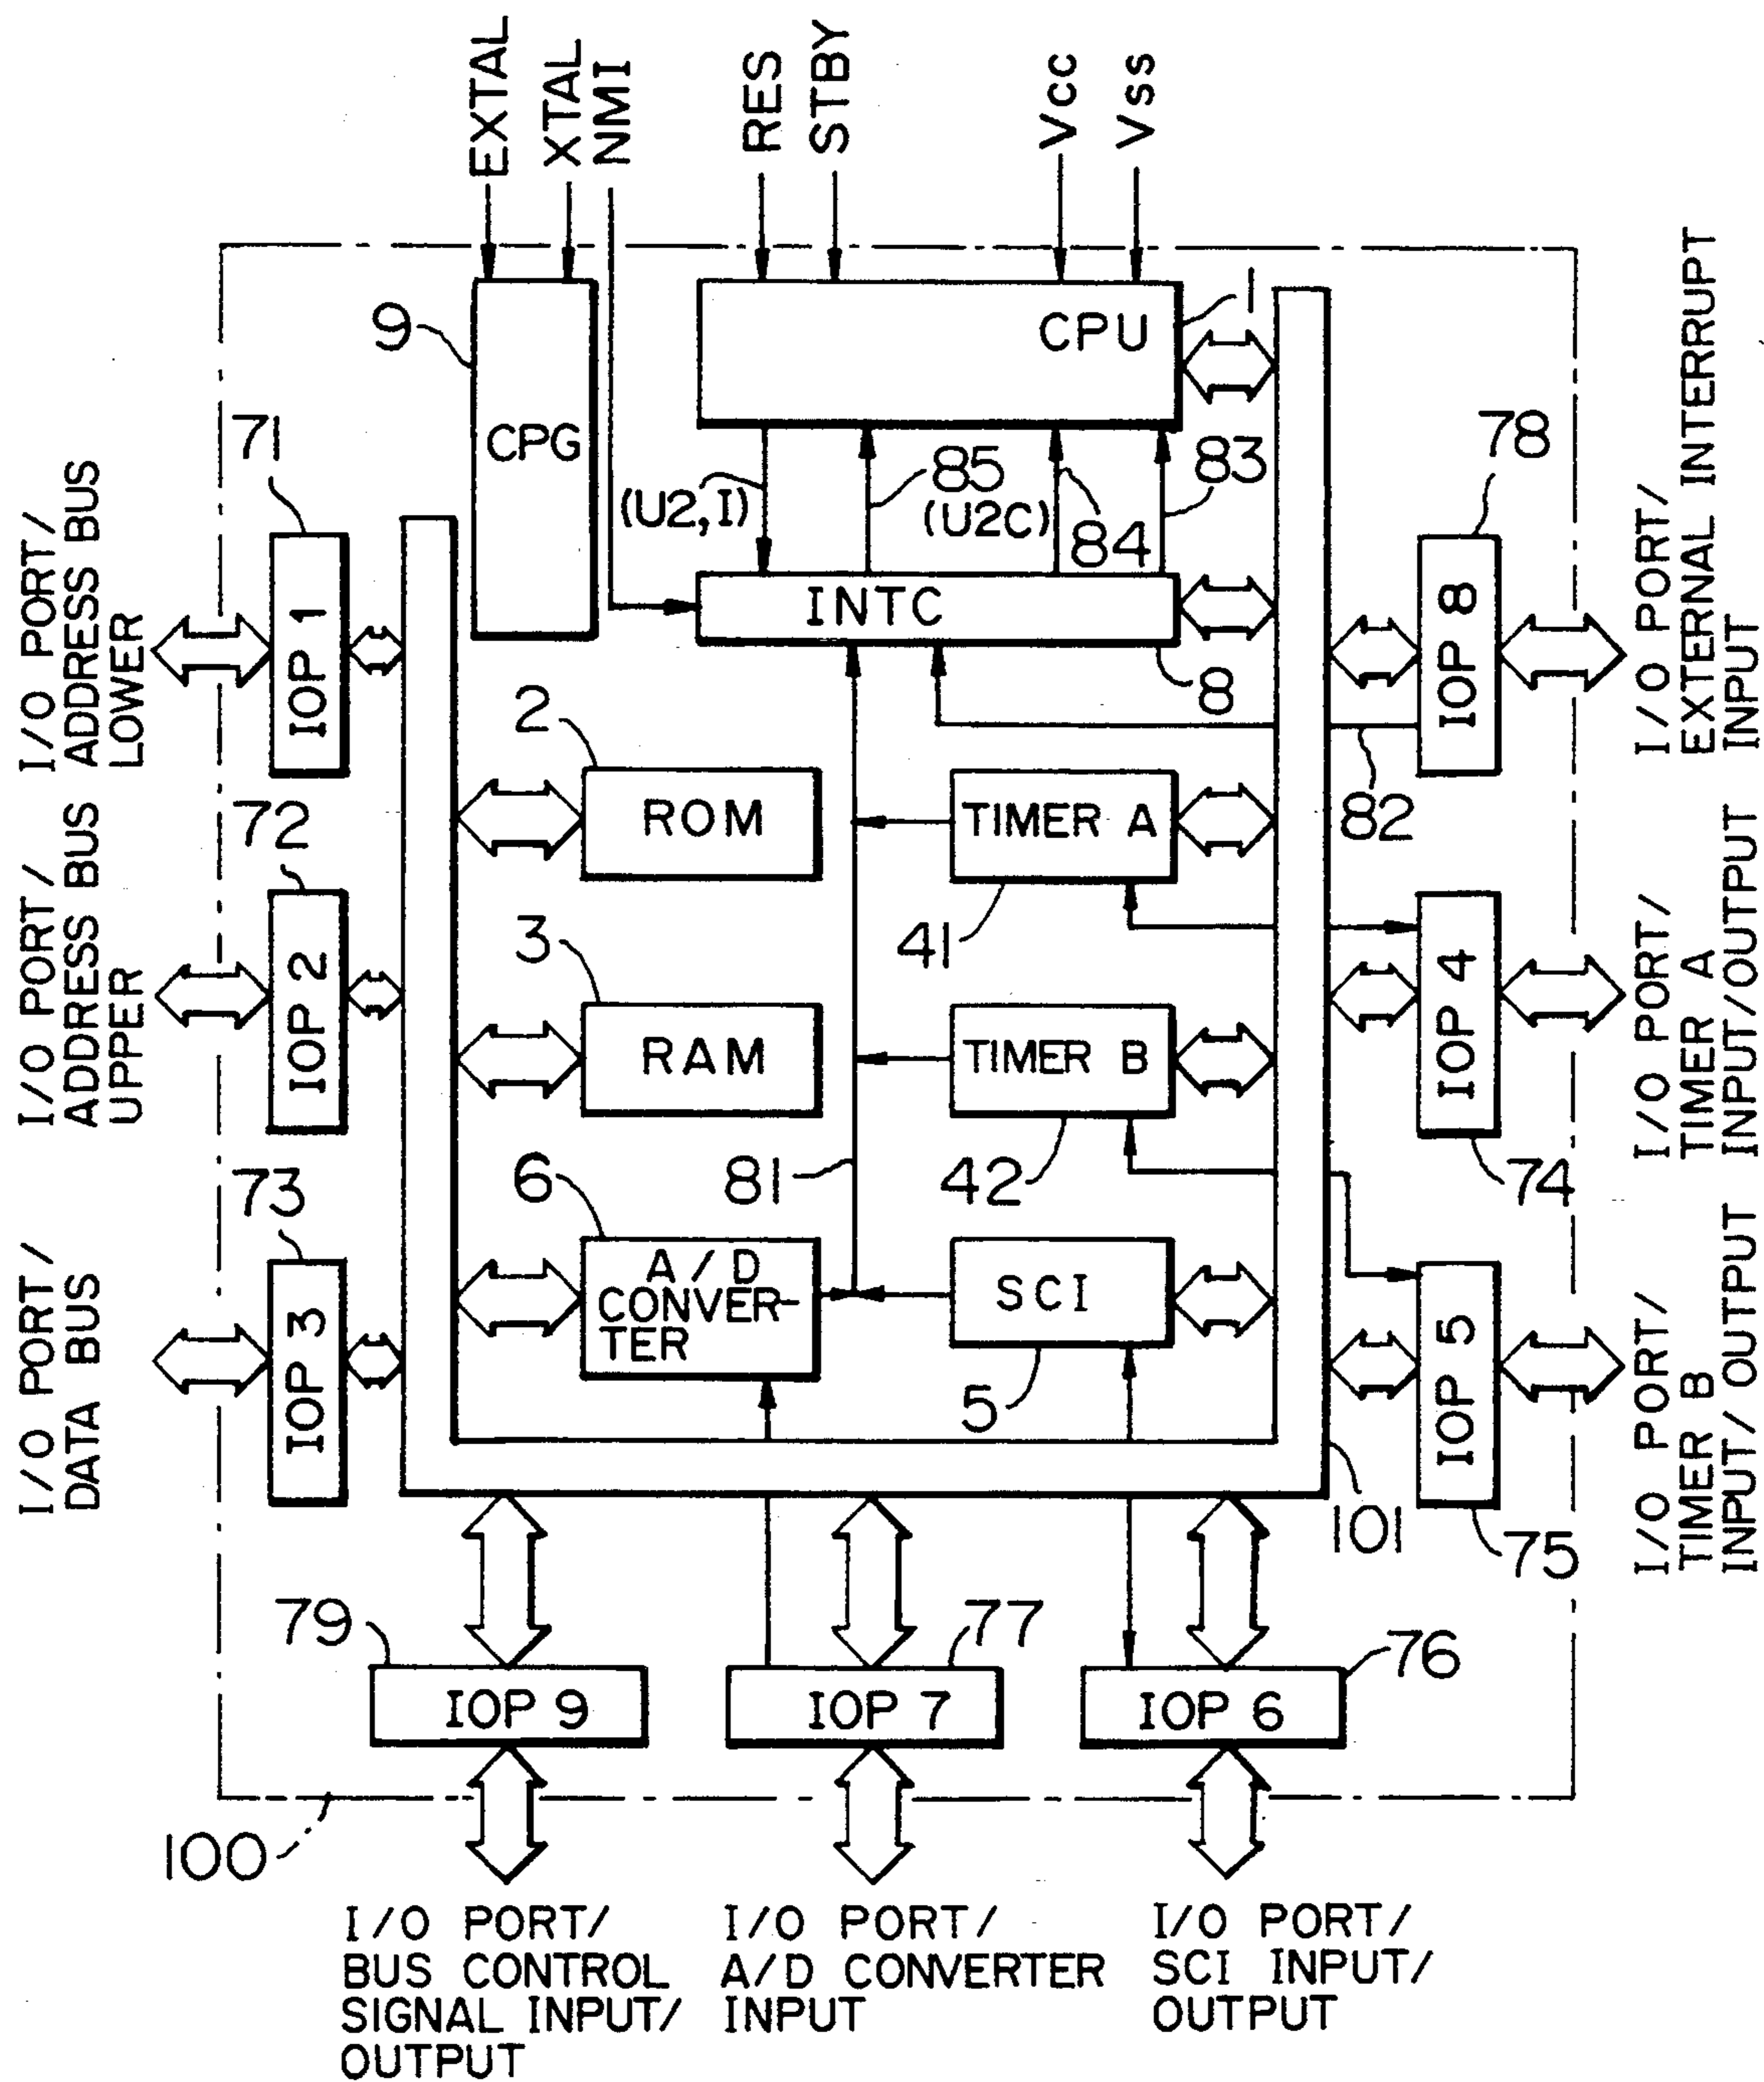 EXTAL
XTAL
NMI
RES
STBY
Vcc
Vss
9
CPG
CPU
1
71
I/O PORT/
ADDRESS BUS
LOWER
IOP 1
(U2,I)
85
(U2C)
84
83
78
INTC
8
IOP 8
I/O PORT/
EXTERNAL INTERRUPT
INPUT
82
72
I/O PORT/
ADDRESS BUS
UPPER
IOP 2
2
ROM
TIMER A
41
3
RAM
TIMER B
42
81
IOP 4
74
I/O PORT/
TIMER A
INPUT/OUTPUT
73
I/O PORT/
DATA BUS
IOP 3
6
A/D
CONVER-
TER
SCI
5
IOP 5
75
I/O PORT/
TIMER B
INPUT/OUTPUT
101
79
IOP 9
77
IOP 7
76
IOP 6
100
I/O PORT/
BUS CONTROL
SIGNAL INPUT/
OUTPUT
I/O PORT/
A/D CONVERTER
INPUT
I/O PORT/
SCI INPUT/
OUTPUT